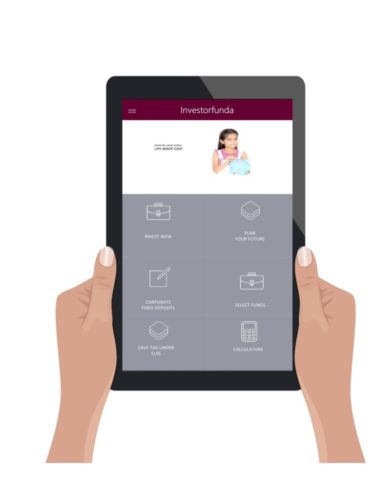 Investorfunda
LIFE MADE EASY
INVEST NOW
PLAN
YOUR FUTURE
CORPORATE
FIXED DEPOSITS
SELECT FUNDS
SAVE TAX UNDER
ELSS
CALCULATORS